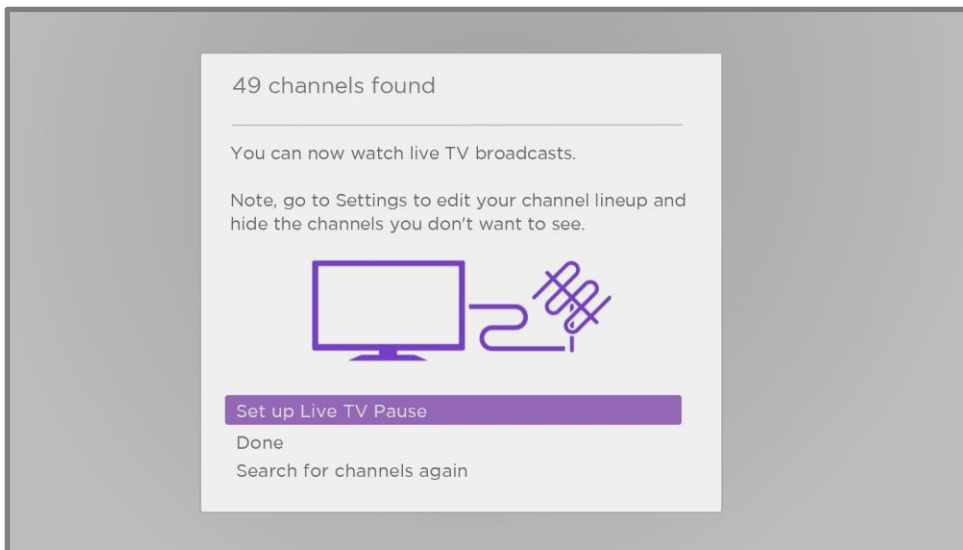 49 channels found
You can now watch live TV broadcasts.
Note, go to Settings to edit your channel lineup and
hide the channels you don't want to see.
Set up Live TV Pause
Done
Search for channels again